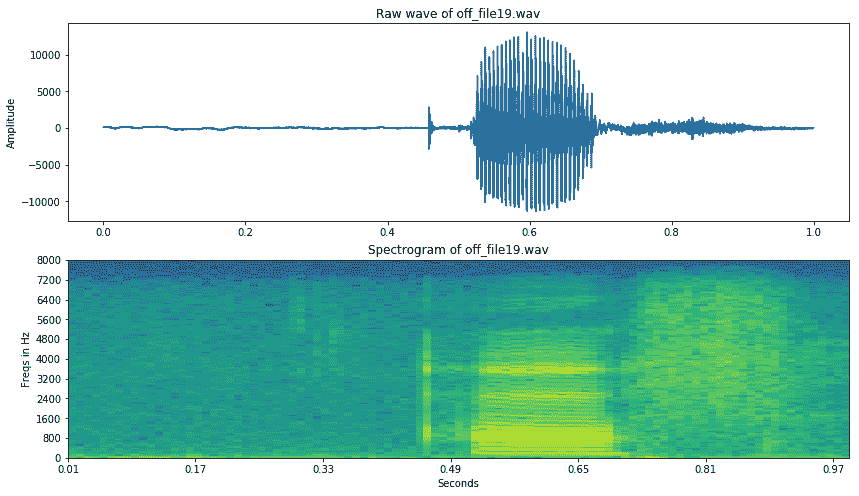 Raw wave of off_file19.wav
Amplitude
10000
5000
0
−5000
−10000
0.0 0.2 0.4 0.6 0.8 1.0
Spectrogram of off_file19.wav
Freqs in Hz
8000
7200
6400
5600
4800
4000
3200
2400
1600
800
0
0.01 0.17 0.33 0.49 0.65 0.81 0.97
Seconds